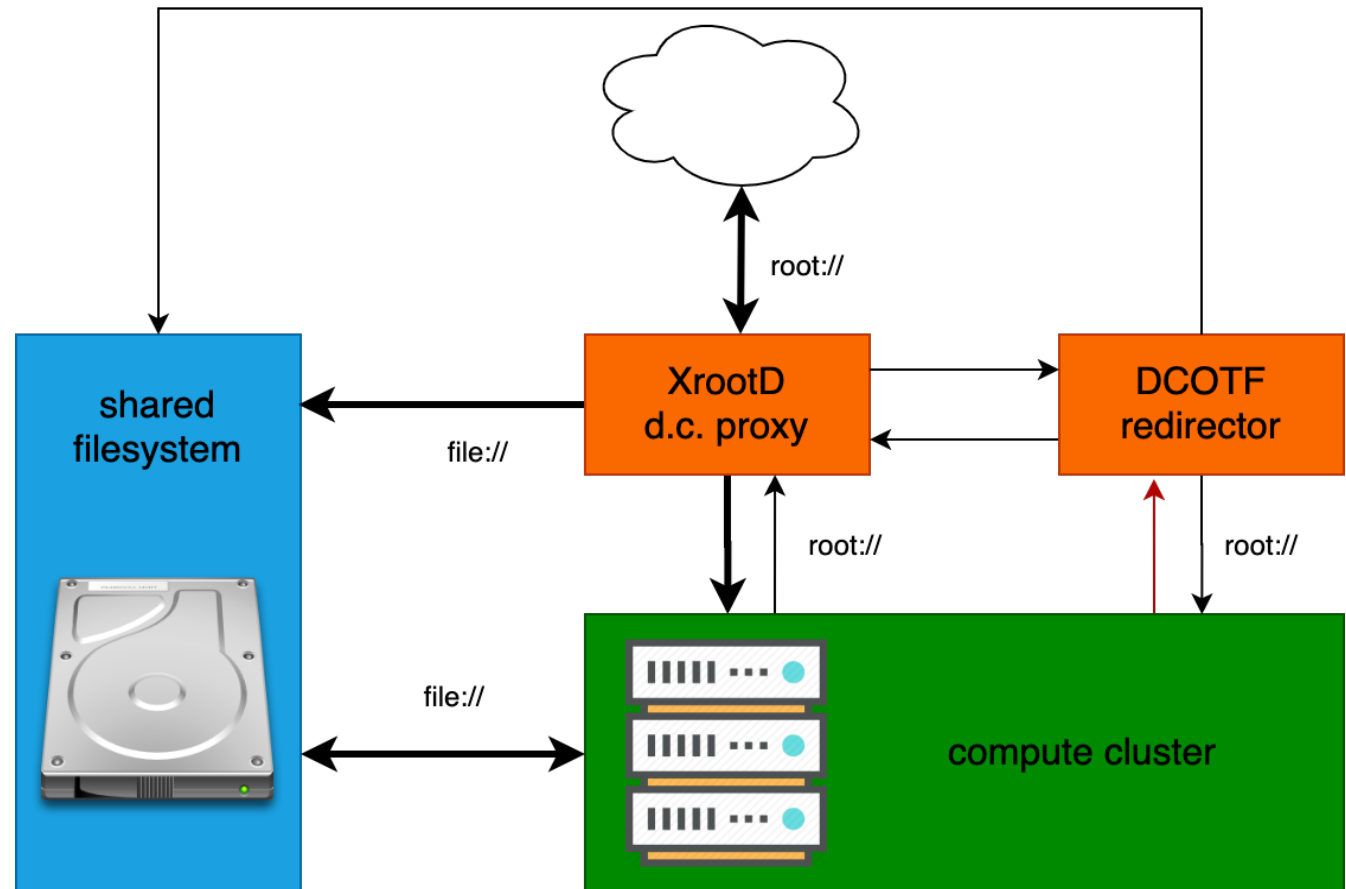 root://
shared
filesystem
XrootD
d.c. proxy
DCOTF
redirector
file://
root://
root://
file://
compute cluster